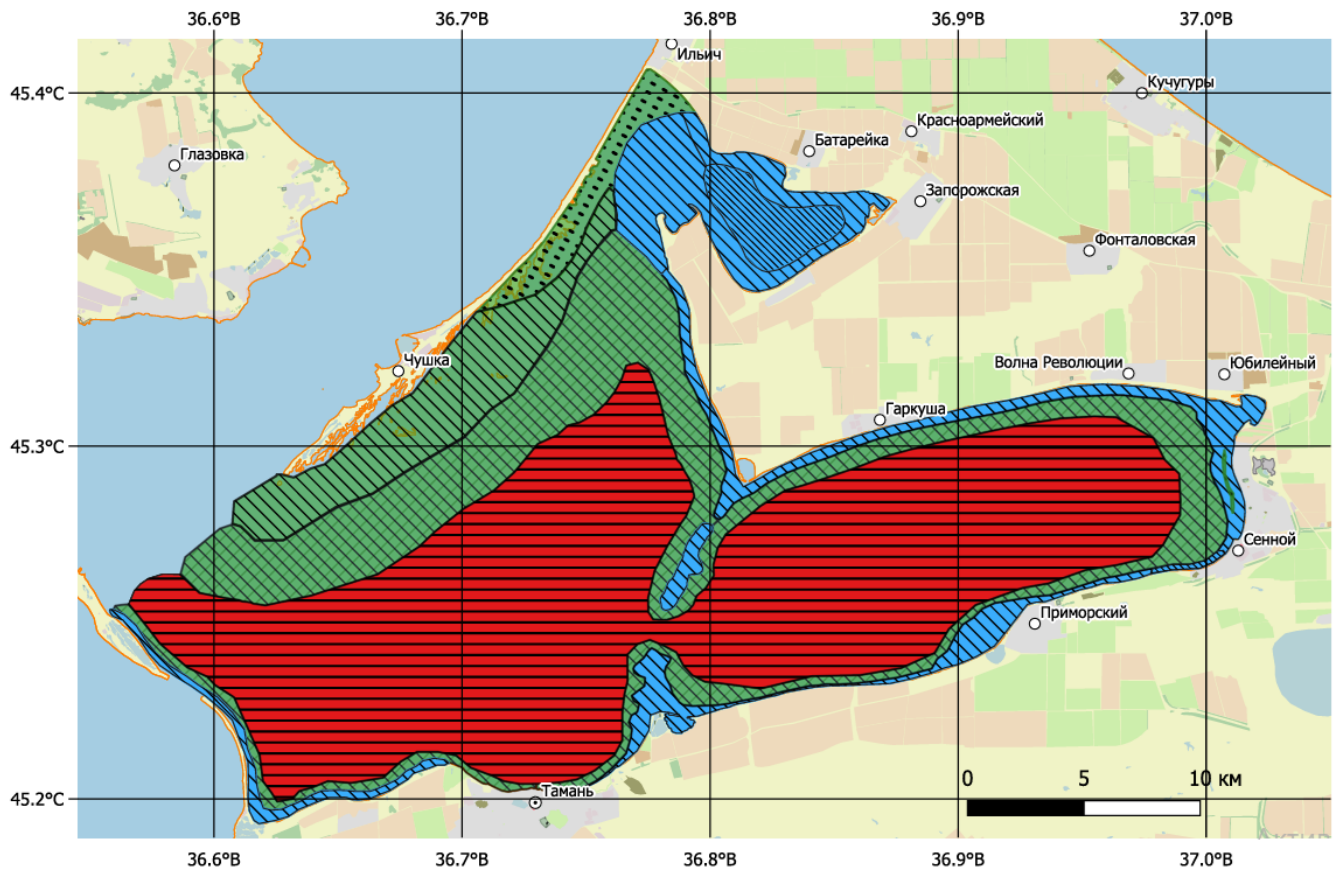 36.6°В 36.7°В 36.8°В 36.9°В 37.0°В
Ильич
45.4°С
Кучугуры
Красноармейский
Батарейка
Глазовка
Запорожская
Фонталовская
Чушка
Волна Революции
Юбилейный
Гаркуша
45.3°С
Сенной
Приморский
0 5 10 км
Тамань
45.2°С
36.6°В 36.7°В 36.8°В 36.9°В 37.0°В